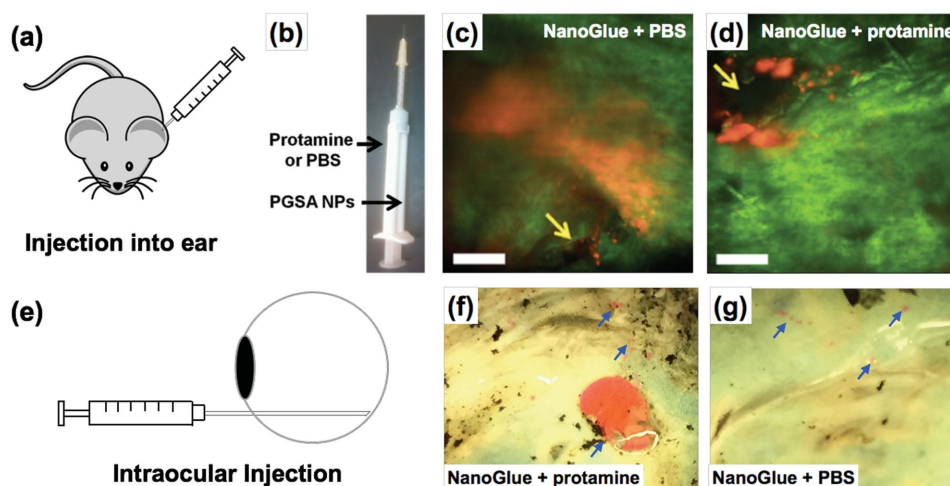 (a)
Injection into ear
(b)
Protamine
or PBS
PGSA NPs
(c)
NanoGlue + PBS
(d)
NanoGlue + protamine
(e)
Intraocular Injection
(f)
NanoGlue + protamine
(g)
NanoGlue + PBS